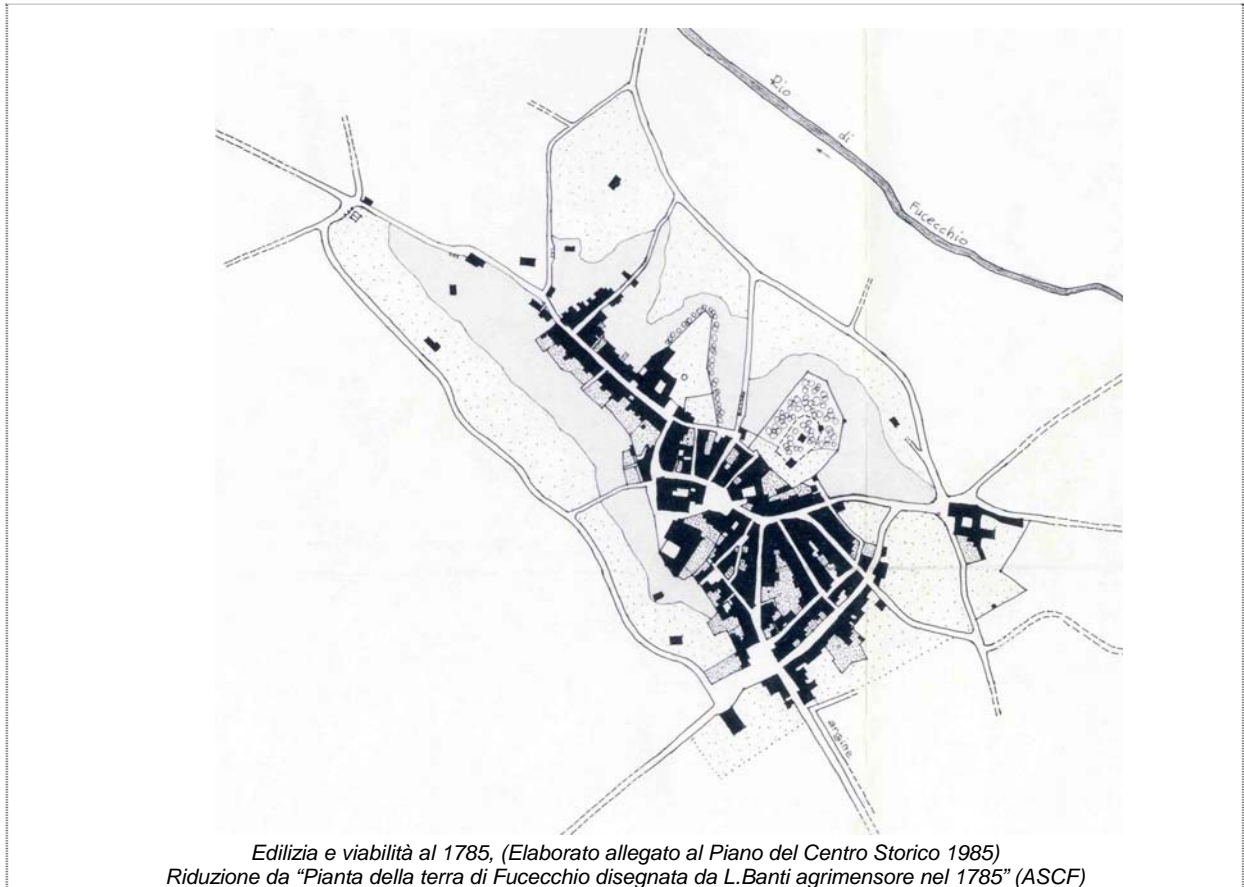 Rio
di
Fucecchio
argine
Edilizia e viabilità al 1785, (Elaborato allegato al Piano del Centro Storico 1985)
Riduzione da “Pianta della terra di Fucecchio disegnata da L.Banti agrimensore nel 1785” (ASCF)